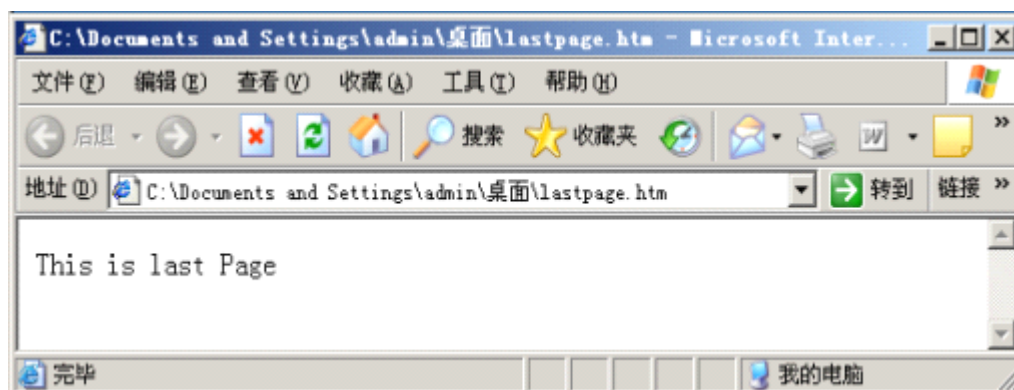 C:\Documents and Settings\admin\桌面\lastpage.htm - Microsoft Inter...
文件(F) 编辑(E) 查看(V) 收藏(A) 工具(T) 帮助(H)
后退 搜索 收藏夹 W »
地址(D) C:\Documents and Settings\admin\桌面\lastpage.htm 转到 链接 »
This is last Page
完毕 我的电脑